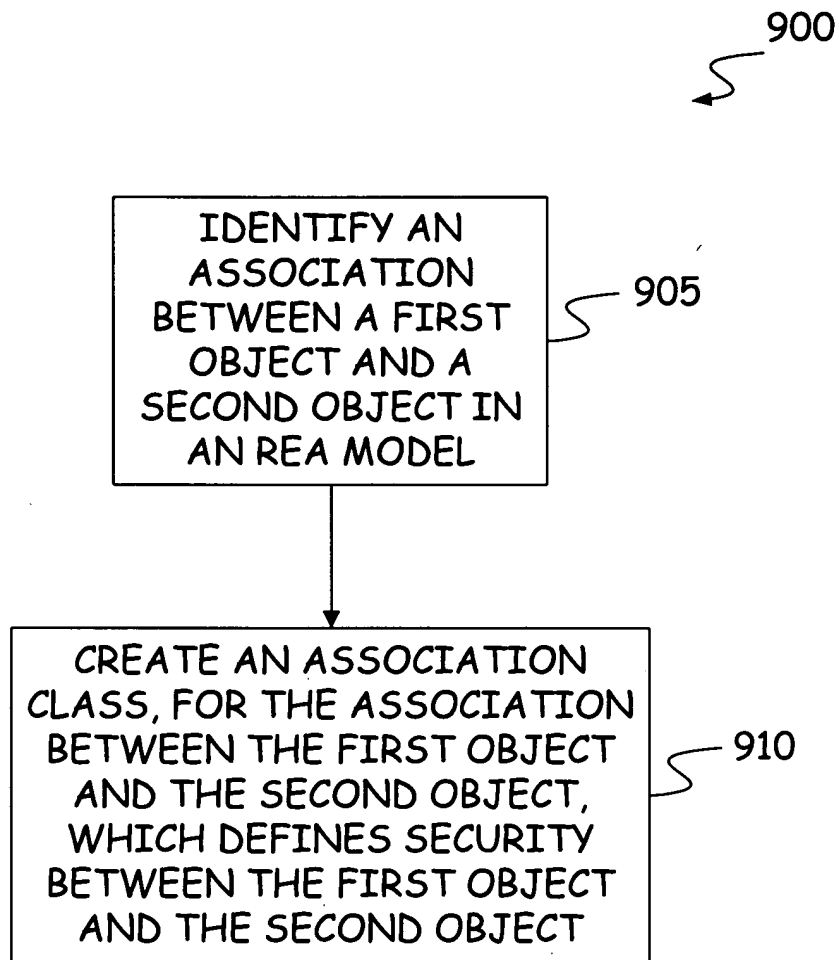 900
IDENTIFY AN
ASSOCIATION
BETWEEN A FIRST
OBJECT AND A
SECOND OBJECT IN
AN REA MODEL
905
CREATE AN ASSOCIATION
CLASS, FOR THE ASSOCIATION
BETWEEN THE FIRST OBJECT
AND THE SECOND OBJECT,
WHICH DEFINES SECURITY
BETWEEN THE FIRST OBJECT
AND THE SECOND OBJECT
910